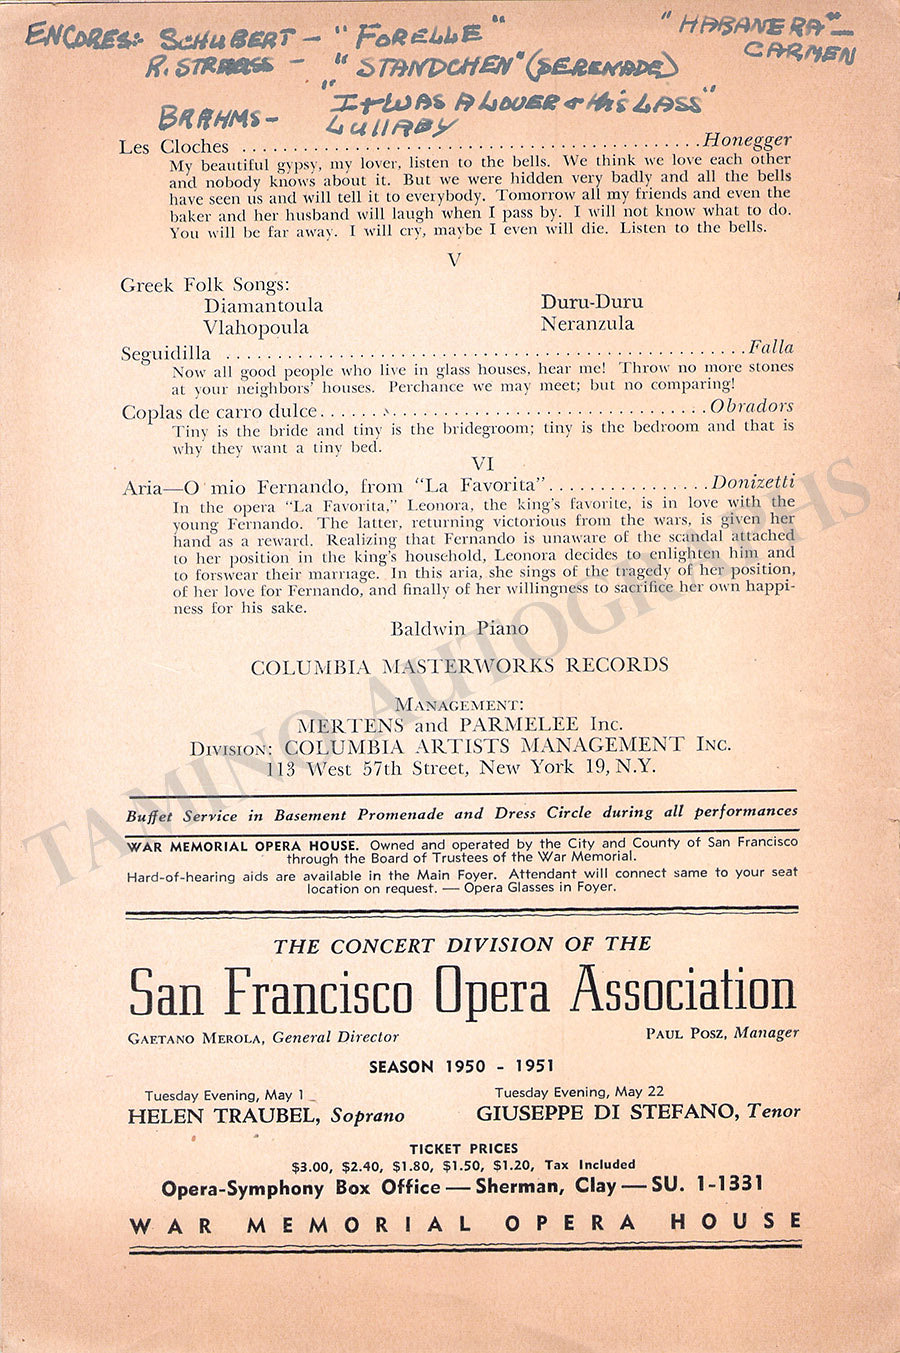 ENCORES: SCHUBERT - "FORELLE" "HABANERA" -
R. STRAUSS - "STANDCHEN" (SERENADE) CARMEN
"It WAS A LOVER + His LASS"
BRAHMS - LULLABY
Les Cloches ........ Honegger
My beautiful gypsy, my lover, listen to the bells. We think we love each other
and nobody knows about it. But we were hidden very badly and all the bells
have seen us and will tell it to everybody. Tomorrow all my friends and even the
baker and her husband will laugh when I pass by. I will not know what to do.
You will be far away. I will cry, maybe I even will die. Listen to the bells.
V
Greek Folk Songs:
Diamantoula Duru-Duru
Vlahopoula Neranzula
Seguidilla ........ Falla
Now all good people who live in glass houses, hear me! Throw no more stones
at your neighbors' houses. Perchance we may meet; but no comparing!
Coplas de carro dulce ........ Obradors
Tiny is the bride and tiny is the bridegroom; tiny is the bedroom and that is
why they want a tiny bed.
VI
Aria—O mio Fernando, from "La Favorita" ........ Donizetti
In the opera "La Favorita," Leonora, the king's favorite, is in love with the
young Fernando. The latter, returning victorious from the wars, is given her
hand as a reward. Realizing that Fernando is unaware of the scandal attached
to her position in the king's household, Leonora decides to enlighten him and
to forswear their marriage. In this aria, she sings of the tragedy of her position,
of her love for Fernando, and finally of her willingness to sacrifice her own happi-
ness for his sake.
Baldwin Piano
COLUMBIA MASTERWORKS RECORDS
MANAGEMENT:
MERTENS and PARMELEE Inc.
DIVISION: COLUMBIA ARTISTS MANAGEMENT INC.
113 West 57th Street, New York 19, N.Y.
TAMINO AUTOGRAPHS
Buffet Service in Basement Promenade and Dress Circle during all performances
WAR MEMORIAL OPERA HOUSE. Owned and operated by the City and County of San Francisco
through the Board of Trustees of the War Memorial.
Hard-of-hearing aids are available in the Main Foyer. Attendant will connect same to your seat
location on request. — Opera Glasses in Foyer.
THE CONCERT DIVISION OF THE
San Francisco Opera Association
GAETANO MEROLA, General Director PAUL POSZ, Manager
SEASON 1950 - 1951
Tuesday Evening, May 1 Tuesday Evening, May 22
HELEN TRAUBEL, Soprano GIUSEPPE DI STEFANO, Tenor
TICKET PRICES
$3.00, $2.40, $1.80, $1.50, $1.20, Tax Included
Opera-Symphony Box Office — Sherman, Clay — SU. 1-1331
WAR MEMORIAL OPERA HOUSE